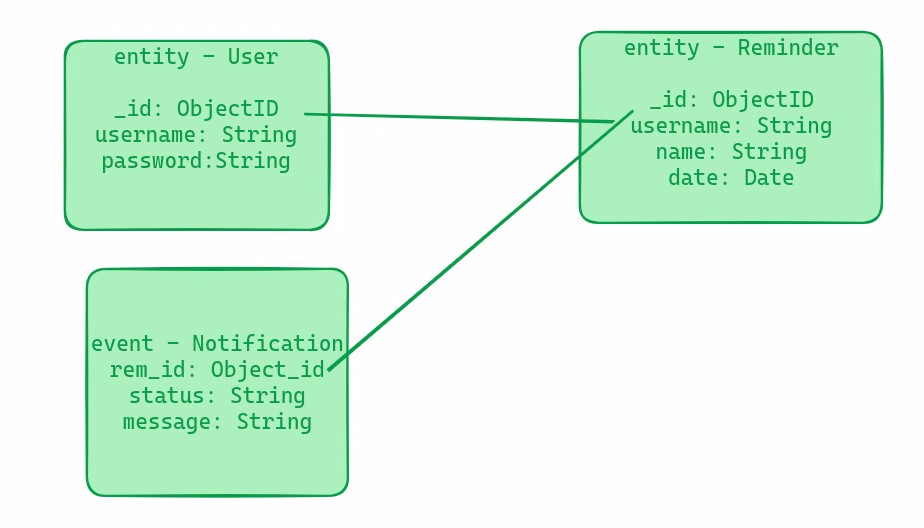 entity - User
_id: ObjectID
username: String
password:String
entity - Reminder
_id: ObjectID
username: String
name: String
date: Date
event - Notification
rem_id: Object_id
status: String
message: String